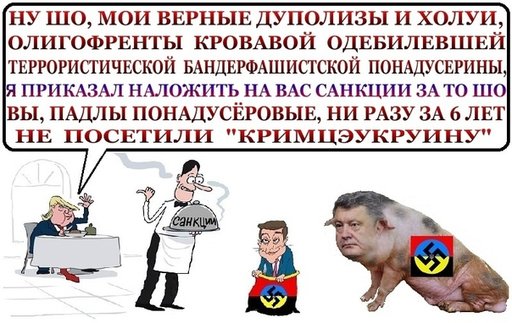 НУ ШО, МОИ ВЕРНЫЕ ДУПОЛИЗЫ И ХОЛУИ,
ОЛИГОФРЕНТЫ КРОВАВОЙ ОДЕБИЛЕВШЕЙ
ТЕРРОРИСТИЧЕСКОЙ БАНДЕРФАШИСТСКОЙ ПОНАДУСЕРИНЫ,
Я ПРИКАЗАЛ НАЛОЖИТЬ НА ВАС САНКЦИИ ЗА ТО ШО
ВЫ, ПАДЛЫ ПОНАДУСЁРОВЫЕ, НИ РАЗУ ЗА 6 ЛЕТ
НЕ ПОСЕТИЛИ "КРИМЦЭУКРУИНУ"
САНКЦИИ